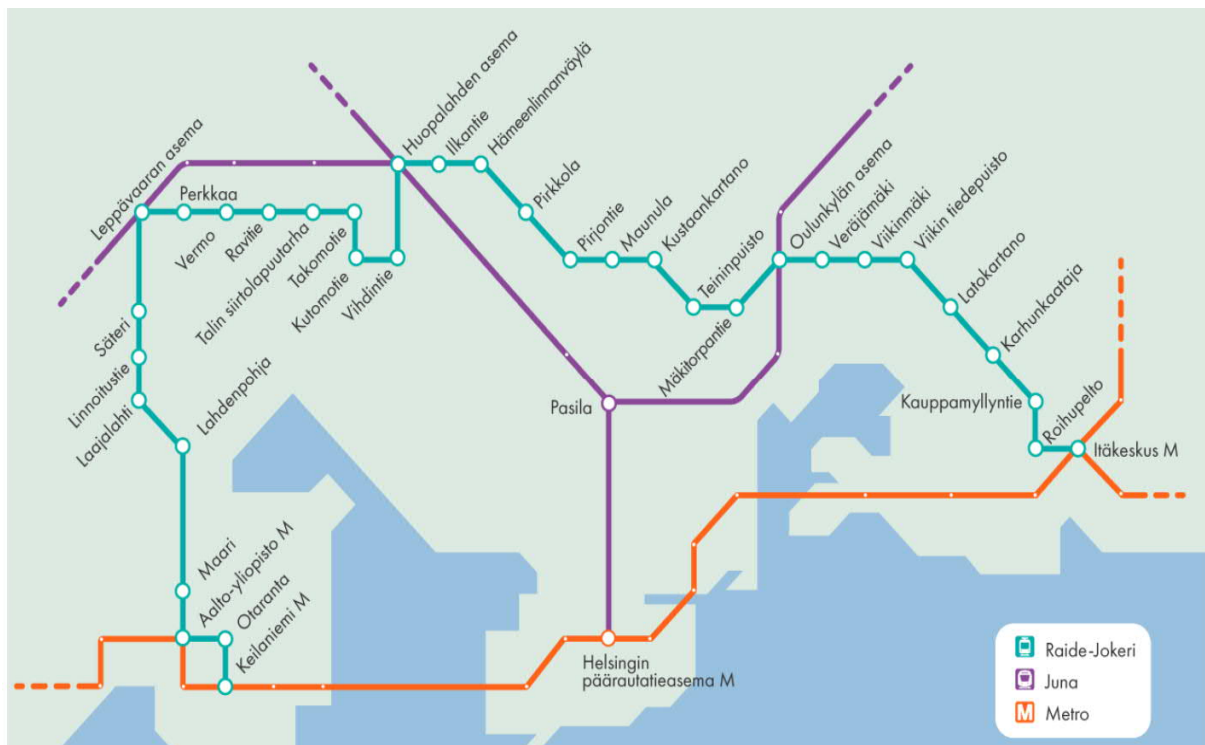 Leppävaaran asema
Perkkaa
Vermo
Ravitie
Talin siirtolapuutarha
Takomotie
Kutomotie
Vihdintie
Huopalahden asema
Ilkantie
Hämeenlinnanväylä
Pirkkola
Pirjontie
Maunula
Kustaankartano
Teininpuisto
Mäkitorpantie
Oulunkylän asema
Veräjämäki
Viikinmäki
Viikin tiedepuisto
Latokartano
Karhunkaataja
Kauppamyllyntie
Roihupelto
Itäkeskus M
Säteri
Linnoitustie
Laajalahti
Lahdenpohja
Maari
Aalto-yliopisto M
Otaranta
Keilaniemi M
Pasila
Helsingin
päärautatieasema M
Raide-Jokeri
Juna
M Metro